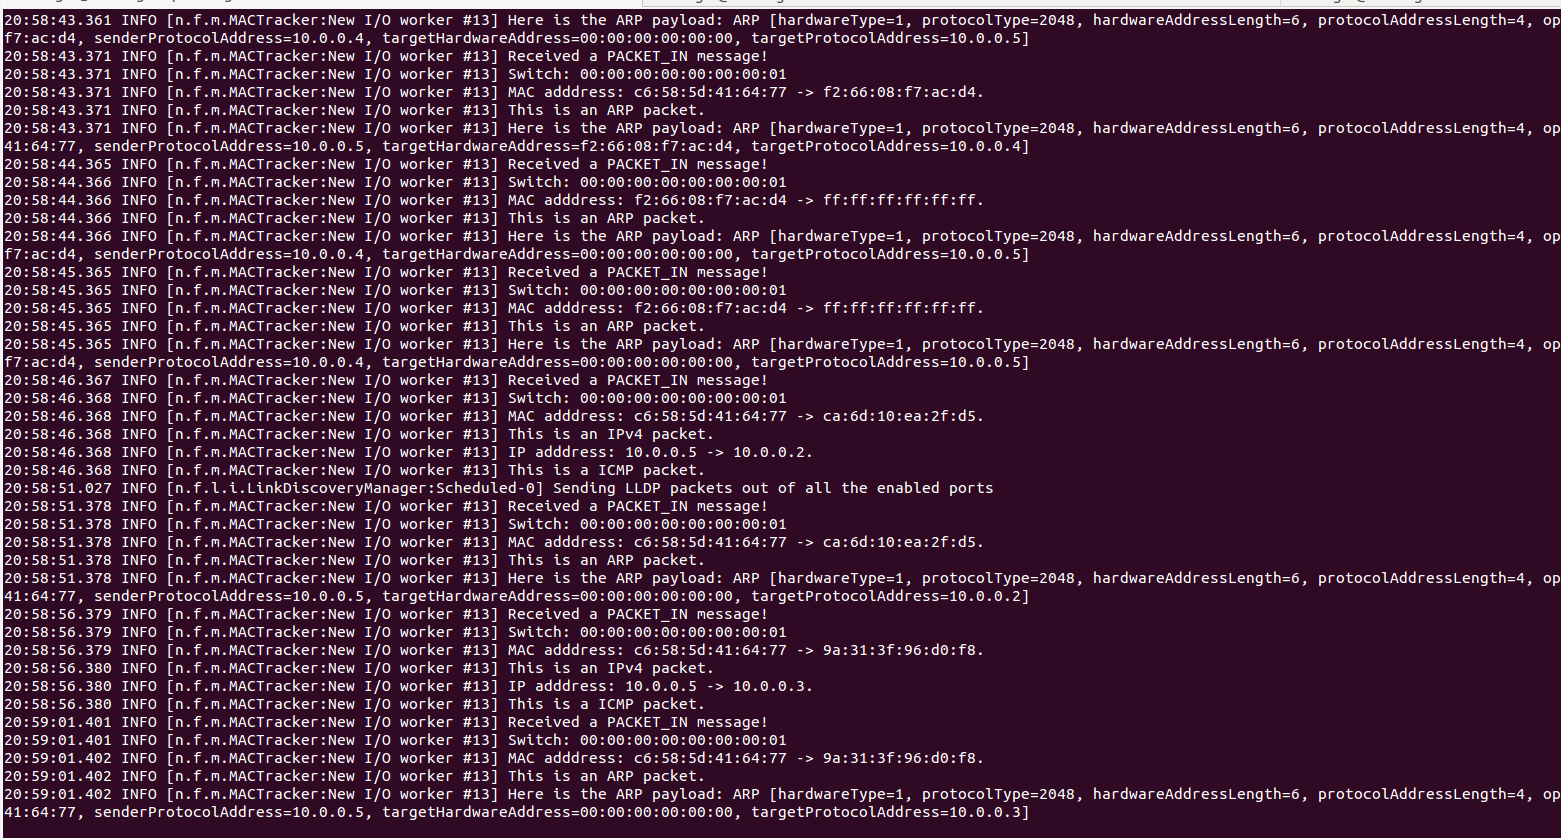 20:58:43.361 INFO [n.f.m.MACTracker:New I/O worker #13] Here is the ARP payload: ARP [hardwareType=1, protocolType=2048, hardwareAddressLength=6, protocolAddressLength=4, op
f7:ac:d4, senderProtocolAddress=10.0.0.4, targetHardwareAddress=00:00:00:00:00:00, targetProtocolAddress=10.0.0.5]
20:58:43.371 INFO [n.f.m.MACTracker:New I/O worker #13] Received a PACKET_IN message!
20:58:43.371 INFO [n.f.m.MACTracker:New I/O worker #13] Switch: 00:00:00:00:00:00:00:01
20:58:43.371 INFO [n.f.m.MACTracker:New I/O worker #13] MAC adddress: c6:58:5d:41:64:77 -> f2:66:08:f7:ac:d4.
20:58:43.371 INFO [n.f.m.MACTracker:New I/O worker #13] This is an ARP packet.
20:58:43.371 INFO [n.f.m.MACTracker:New I/O worker #13] Here is the ARP payload: ARP [hardwareType=1, protocolType=2048, hardwareAddressLength=6, protocolAddressLength=4, op
41:64:77, senderProtocolAddress=10.0.0.5, targetHardwareAddress=f2:66:08:f7:ac:d4, targetProtocolAddress=10.0.0.4]
20:58:44.365 INFO [n.f.m.MACTracker:New I/O worker #13] Received a PACKET_IN message!
20:58:44.366 INFO [n.f.m.MACTracker:New I/O worker #13] Switch: 00:00:00:00:00:00:00:01
20:58:44.366 INFO [n.f.m.MACTracker:New I/O worker #13] MAC adddress: f2:66:08:f7:ac:d4 -> ff:ff:ff:ff:ff:ff.
20:58:44.366 INFO [n.f.m.MACTracker:New I/O worker #13] This is an ARP packet.
20:58:44.366 INFO [n.f.m.MACTracker:New I/O worker #13] Here is the ARP payload: ARP [hardwareType=1, protocolType=2048, hardwareAddressLength=6, protocolAddressLength=4, op
f7:ac:d4, senderProtocolAddress=10.0.0.4, targetHardwareAddress=00:00:00:00:00:00, targetProtocolAddress=10.0.0.5]
20:58:45.365 INFO [n.f.m.MACTracker:New I/O worker #13] Received a PACKET_IN message!
20:58:45.365 INFO [n.f.m.MACTracker:New I/O worker #13] Switch: 00:00:00:00:00:00:00:01
20:58:45.365 INFO [n.f.m.MACTracker:New I/O worker #13] MAC adddress: f2:66:08:f7:ac:d4 -> ff:ff:ff:ff:ff:ff.
20:58:45.365 INFO [n.f.m.MACTracker:New I/O worker #13] This is an ARP packet.
20:58:45.365 INFO [n.f.m.MACTracker:New I/O worker #13] Here is the ARP payload: ARP [hardwareType=1, protocolType=2048, hardwareAddressLength=6, protocolAddressLength=4, op
f7:ac:d4, senderProtocolAddress=10.0.0.4, targetHardwareAddress=00:00:00:00:00:00, targetProtocolAddress=10.0.0.5]
20:58:46.367 INFO [n.f.m.MACTracker:New I/O worker #13] Received a PACKET_IN message!
20:58:46.368 INFO [n.f.m.MACTracker:New I/O worker #13] Switch: 00:00:00:00:00:00:00:01
20:58:46.368 INFO [n.f.m.MACTracker:New I/O worker #13] MAC adddress: c6:58:5d:41:64:77 -> ca:6d:10:ea:2f:d5.
20:58:46.368 INFO [n.f.m.MACTracker:New I/O worker #13] This is an IPv4 packet.
20:58:46.368 INFO [n.f.m.MACTracker:New I/O worker #13] IP adddress: 10.0.0.5 -> 10.0.0.2.
20:58:46.368 INFO [n.f.m.MACTracker:New I/O worker #13] This is a ICMP packet.
20:58:51.027 INFO [n.f.l.i.LinkDiscoveryManager:Scheduled-0] Sending LLDP packets out of all the enabled ports
20:58:51.378 INFO [n.f.m.MACTracker:New I/O worker #13] Received a PACKET_IN message!
20:58:51.378 INFO [n.f.m.MACTracker:New I/O worker #13] Switch: 00:00:00:00:00:00:00:01
20:58:51.378 INFO [n.f.m.MACTracker:New I/O worker #13] MAC adddress: c6:58:5d:41:64:77 -> ca:6d:10:ea:2f:d5.
20:58:51.378 INFO [n.f.m.MACTracker:New I/O worker #13] This is an ARP packet.
20:58:51.378 INFO [n.f.m.MACTracker:New I/O worker #13] Here is the ARP payload: ARP [hardwareType=1, protocolType=2048, hardwareAddressLength=6, protocolAddressLength=4, op
41:64:77, senderProtocolAddress=10.0.0.5, targetHardwareAddress=00:00:00:00:00:00, targetProtocolAddress=10.0.0.2]
20:58:56.379 INFO [n.f.m.MACTracker:New I/O worker #13] Received a PACKET_IN message!
20:58:56.379 INFO [n.f.m.MACTracker:New I/O worker #13] Switch: 00:00:00:00:00:00:00:01
20:58:56.379 INFO [n.f.m.MACTracker:New I/O worker #13] MAC adddress: c6:58:5d:41:64:77 -> 9a:31:3f:96:d0:f8.
20:58:56.380 INFO [n.f.m.MACTracker:New I/O worker #13] This is an IPv4 packet.
20:58:56.380 INFO [n.f.m.MACTracker:New I/O worker #13] IP adddress: 10.0.0.5 -> 10.0.0.3.
20:58:56.380 INFO [n.f.m.MACTracker:New I/O worker #13] This is a ICMP packet.
20:59:01.401 INFO [n.f.m.MACTracker:New I/O worker #13] Received a PACKET_IN message!
20:59:01.401 INFO [n.f.m.MACTracker:New I/O worker #13] Switch: 00:00:00:00:00:00:00:01
20:59:01.402 INFO [n.f.m.MACTracker:New I/O worker #13] MAC adddress: c6:58:5d:41:64:77 -> 9a:31:3f:96:d0:f8.
20:59:01.402 INFO [n.f.m.MACTracker:New I/O worker #13] This is an ARP packet.
20:59:01.402 INFO [n.f.m.MACTracker:New I/O worker #13] Here is the ARP payload: ARP [hardwareType=1, protocolType=2048, hardwareAddressLength=6, protocolAddressLength=4, op
41:64:77, senderProtocolAddress=10.0.0.5, targetHardwareAddress=00:00:00:00:00:00, targetProtocolAddress=10.0.0.3]